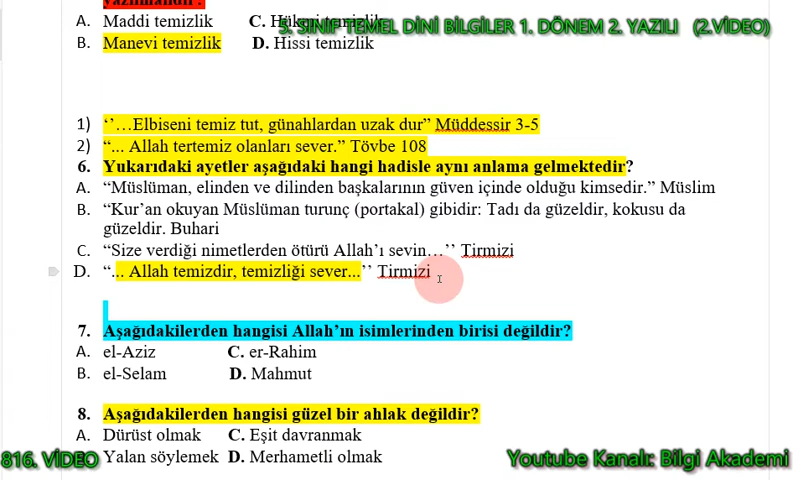 yazılmalıdır?
A. Maddi temizlik C. Hükmi temizlik
5. SINIF TEMEL DİNİ BİLGİLER 1. DÖNEM 2. YAZILI (2.VİDEO)
B. Manevi temizlik D. Hissi temizlik
1) ‘’…Elbiseni temiz tut, günahlardan uzak dur” Müddessir 3-5
2) “... Allah tertemiz olanları sever.” Tövbe 108
6. Yukarıdaki ayetler aşağıdaki hangi hadisle aynı anlama gelmektedir?
A. “Müslüman, elinden ve dilinden başkalarının güven içinde olduğu kimsedir.” Müslim
B. “Kur’an okuyan Müslüman turunç (portakal) gibidir: Tadı da güzeldir, kokusu da
güzeldir. Buhari
C. “Size verdiği nimetlerden ötürü Allah’ı sevin…’’ Tirmizi
D. “... Allah temizdir, temizliği sever...’’ Tirmizi
7. Aşağıdakilerden hangisi Allah’ın isimlerinden birisi değildir?
A. el-Aziz C. er-Rahim
B. el-Selam D. Mahmut
8. Aşağıdakilerden hangisi güzel bir ahlak değildir?
A. Dürüst olmak C. Eşit davranmak
Yalan söylemek D. Merhametli olmak
816. VİDEO
Youtube Kanalı: Bilgi Akademi